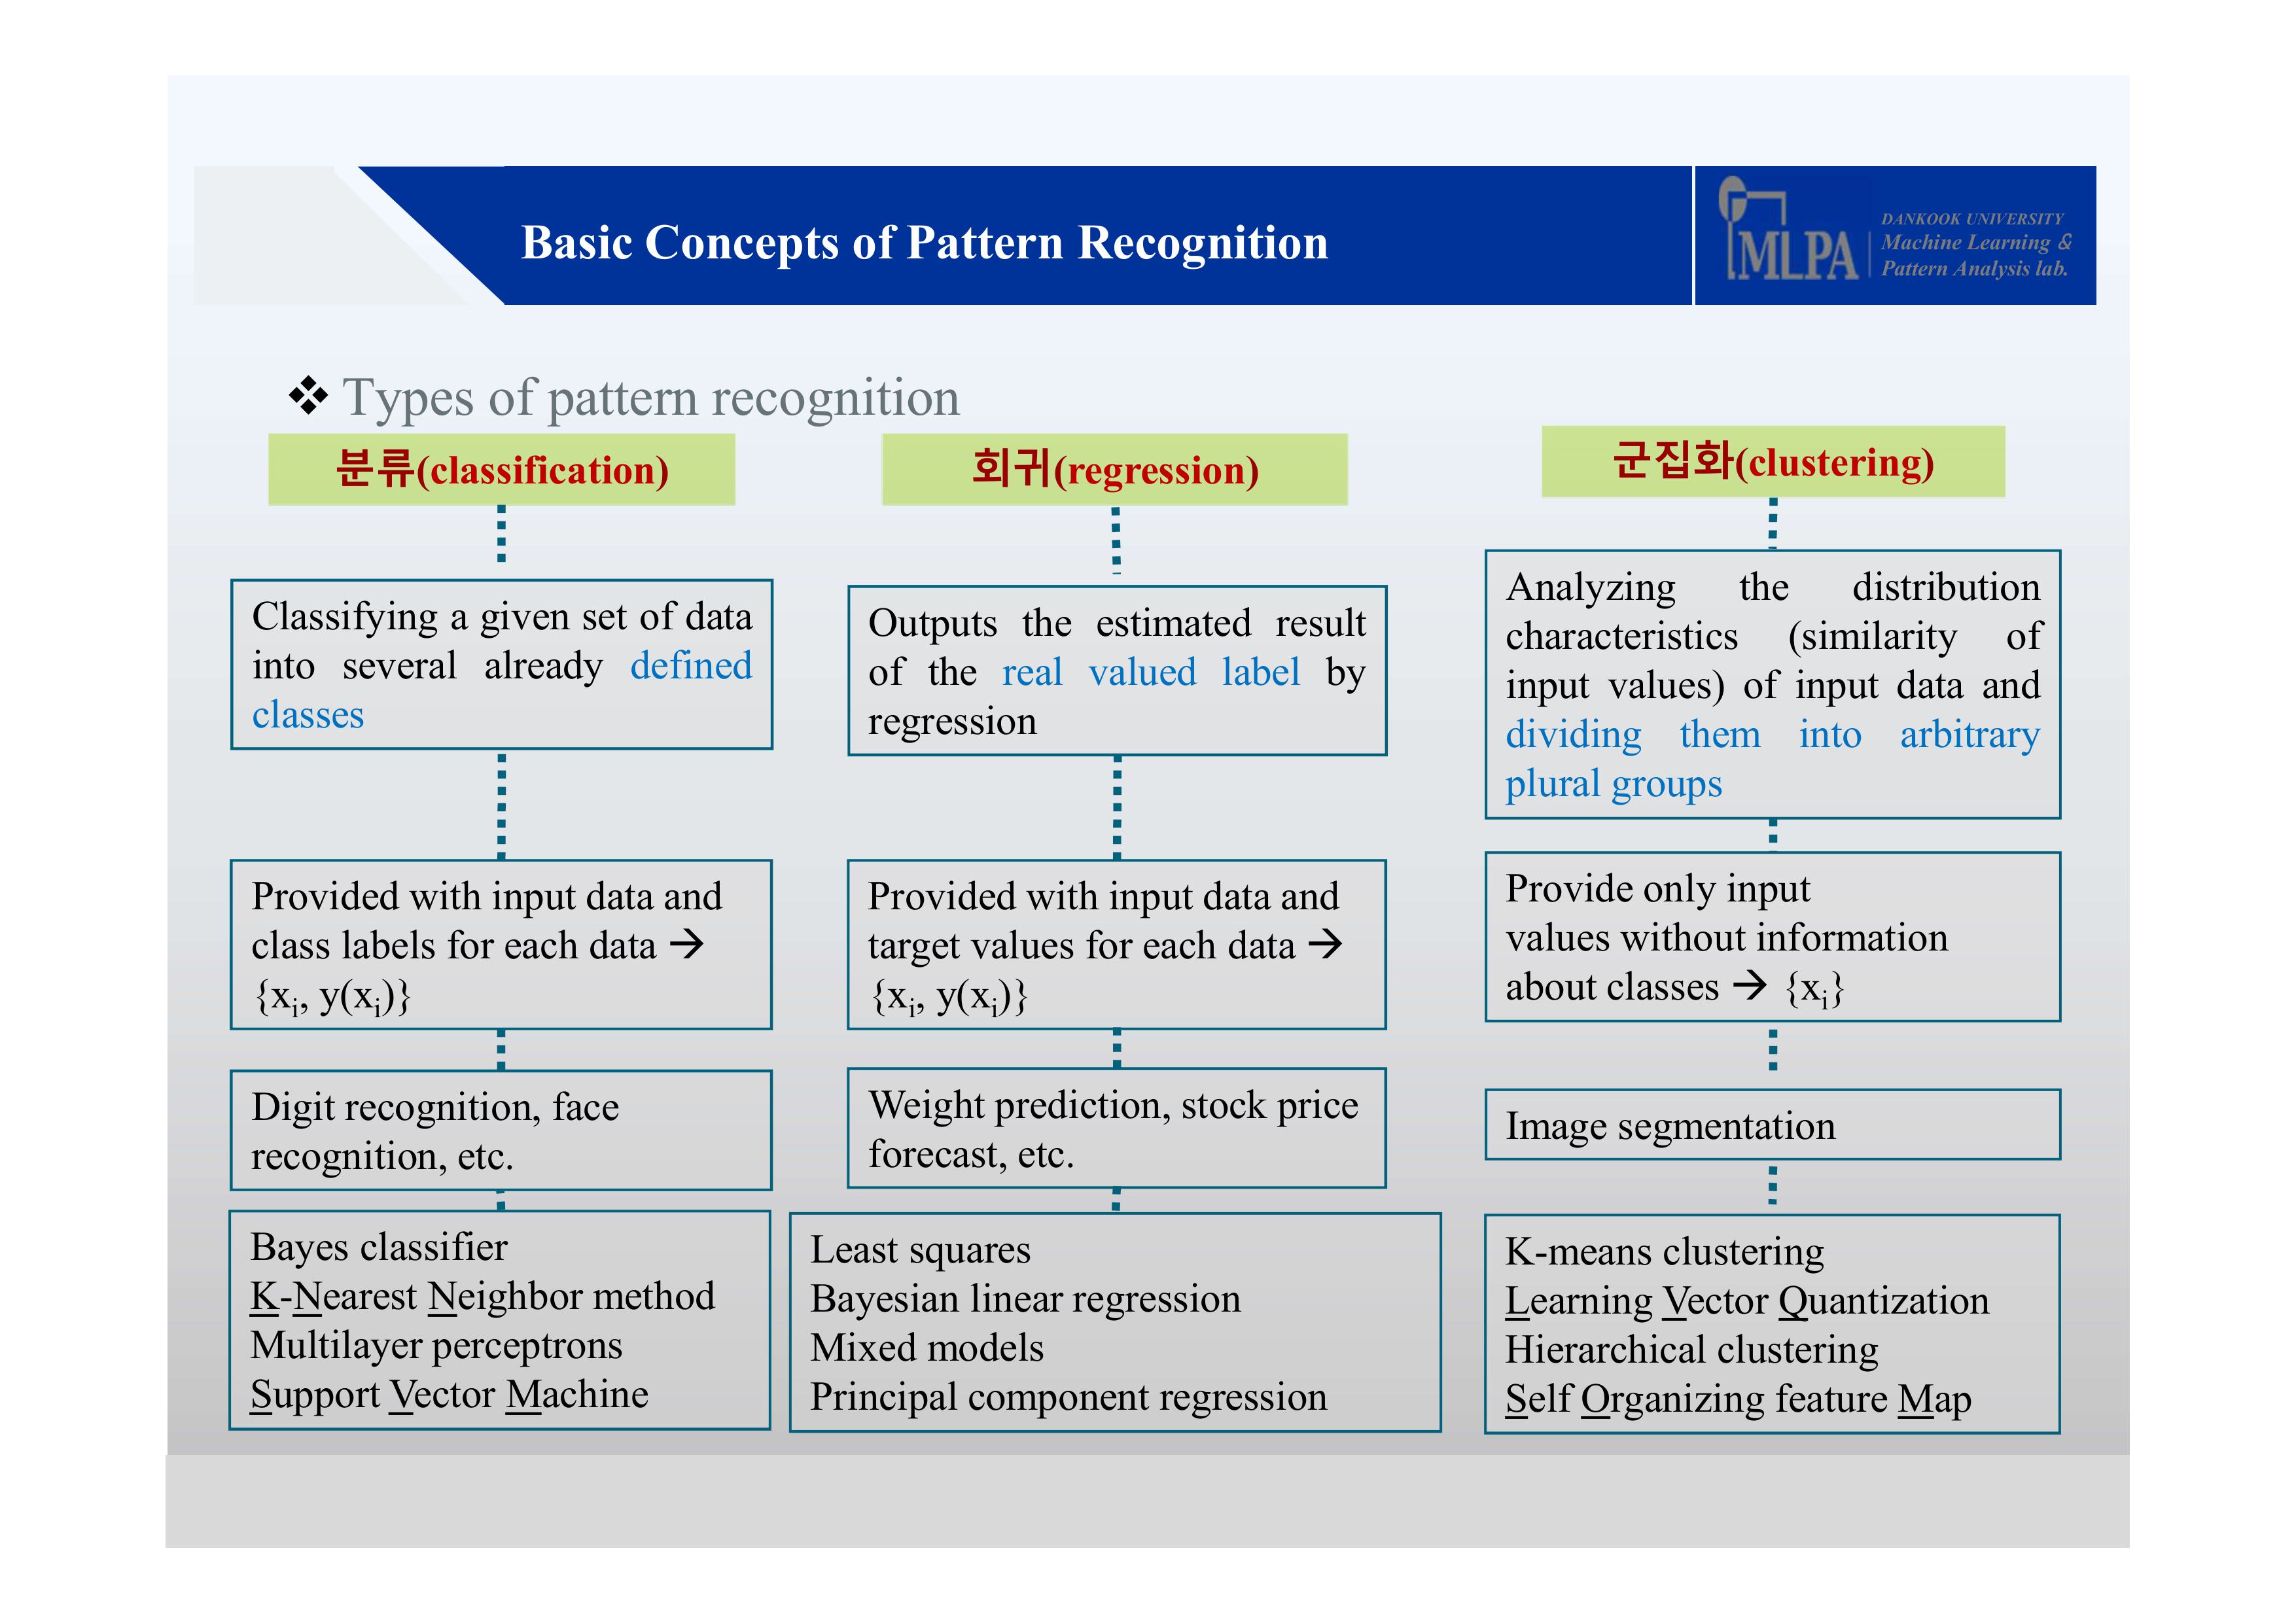 Basic Concepts of Pattern Recognition
MLPA
DANKOOK UNIVERSITY
Machine Learning &
Pattern Analysis lab.
❖ Types of pattern recognition
분류(classification)
Classifying a given set of data
into several already defined
classes
Provided with input data and
class labels for each data →
{xᵢ, y(xᵢ)}
Digit recognition, face
recognition, etc.
Bayes classifier
K-Nearest Neighbor method
Multilayer perceptrons
Support Vector Machine
회귀(regression)
Outputs the estimated result
of the real valued label by
regression
Provided with input data and
target values for each data →
{xᵢ, y(xᵢ)}
Weight prediction, stock price
forecast, etc.
Least squares
Bayesian linear regression
Mixed models
Principal component regression
군집화(clustering)
Analyzing the distribution
characteristics (similarity of
input values) of input data and
dividing them into arbitrary
plural groups
Provide only input
values without information
about classes → {xᵢ}
Image segmentation
K-means clustering
Learning Vector Quantization
Hierarchical clustering
Self Organizing feature Map